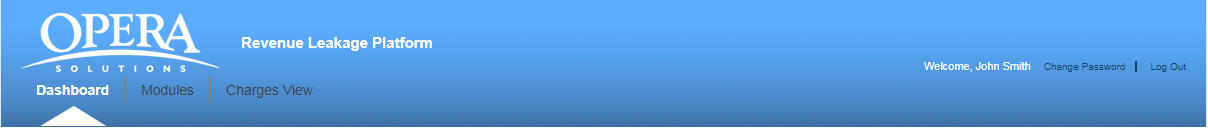 OPERA
SOLUTIONS
Revenue Leakage Platform
Welcome, John Smith Change Password | Log Out
Dashboard | Modules | Charges View